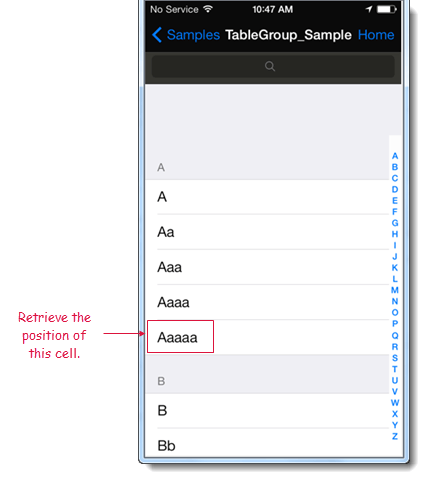 No Service 10:47 AM
Samples TableGroup_Sample Home
A
A
Aa
Aaa
Aaaa
Aaaaa
B
B
Bb
A
B
C
D
E
F
G
H
I
J
K
L
M
N
O
P
Q
R
S
T
U
V
W
X
Y
Z
Retrieve the
position of
this cell.